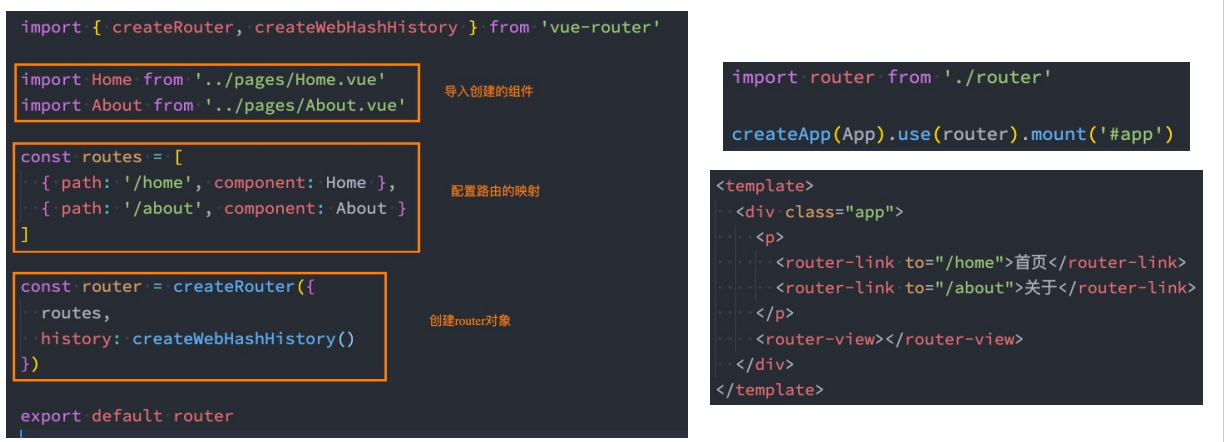 import { createRouter, createWebHashHistory } from 'vue-router'
import Home from '../pages/Home.vue'
import About from '../pages/About.vue'
导入创建的组件
const routes = [
{ path: '/home', component: Home },
{ path: '/about', component: About }
]
配置路由的映射
const router = createRouter({
routes,
history: createWebHashHistory()
})
创建router对象
export default router
import router from './router'
createApp(App).use(router).mount('#app')
<template>
<div class="app">
<p>
<router-link to="/home">首页</router-link>
<router-link to="/about">关于</router-link>
</p>
<router-view></router-view>
</div>
</template>